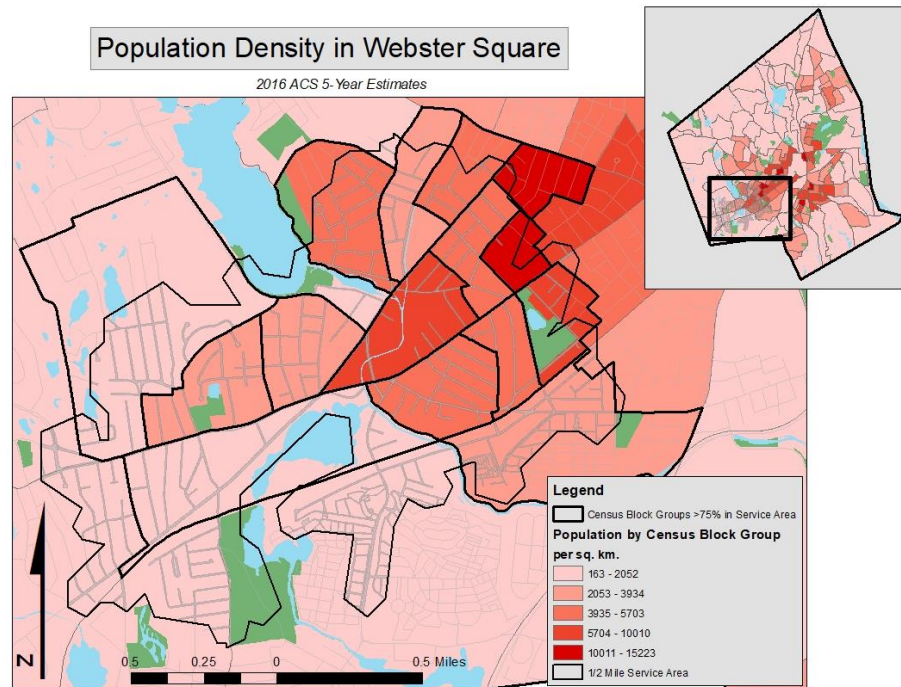 Population Density in Webster Square
2016 ACS 5-Year Estimates
Legend
Census Block Groups >75% in Service Area
Population by Census Block Group
per sq. km.
163 - 2052
2053 - 3934
3935 - 5703
5704 - 10010
10011 - 15223
1/2 Mile Service Area
N
0.5 0.25 0 0.5 Miles